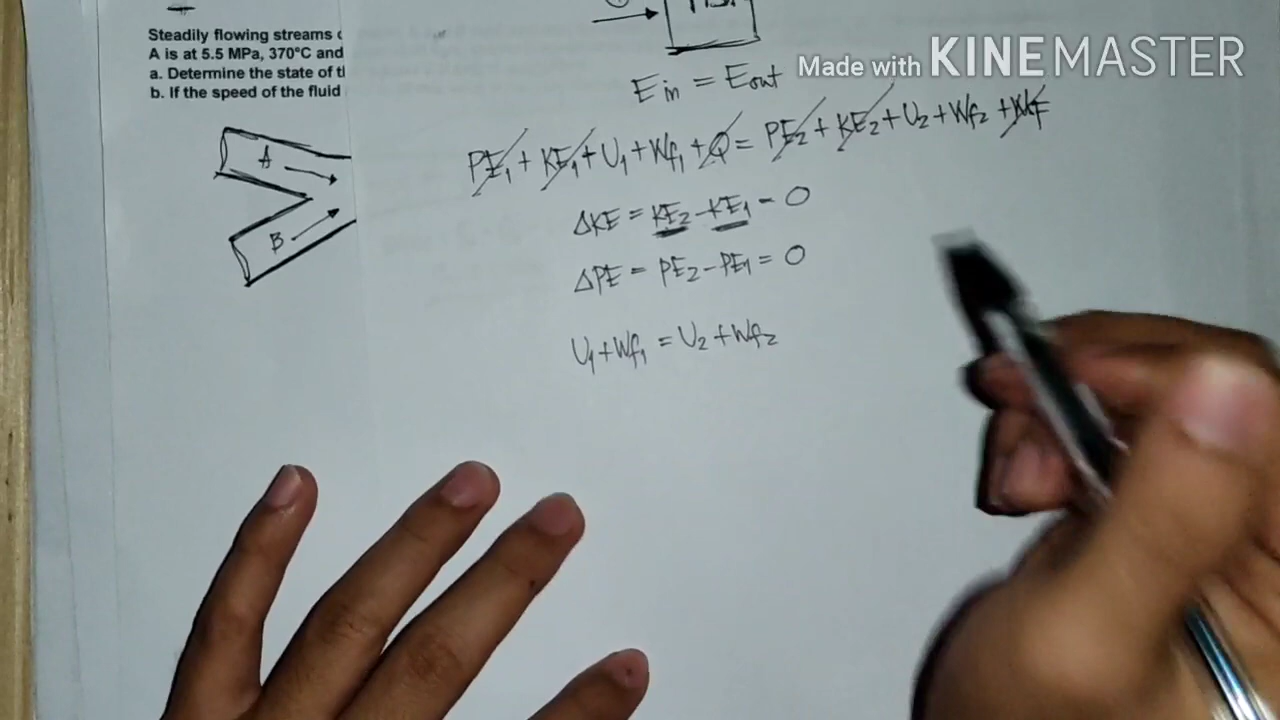 Steadily flowing streams
A is at 5.5 MPa, 370°C and
a. Determine the state of
b. If the speed of the fluid
Made with KINEMASTER
Ein = Eout
PE1 + KE1 + U1 + Wf1 + Q = PE2 + KE2 + U2 + Wf2 +
ΔKE = KE2 - KE1 = 0
ΔPE = PE2 - PE1 = 0
U1 + Wf1 = U2 + Wf2
A
B